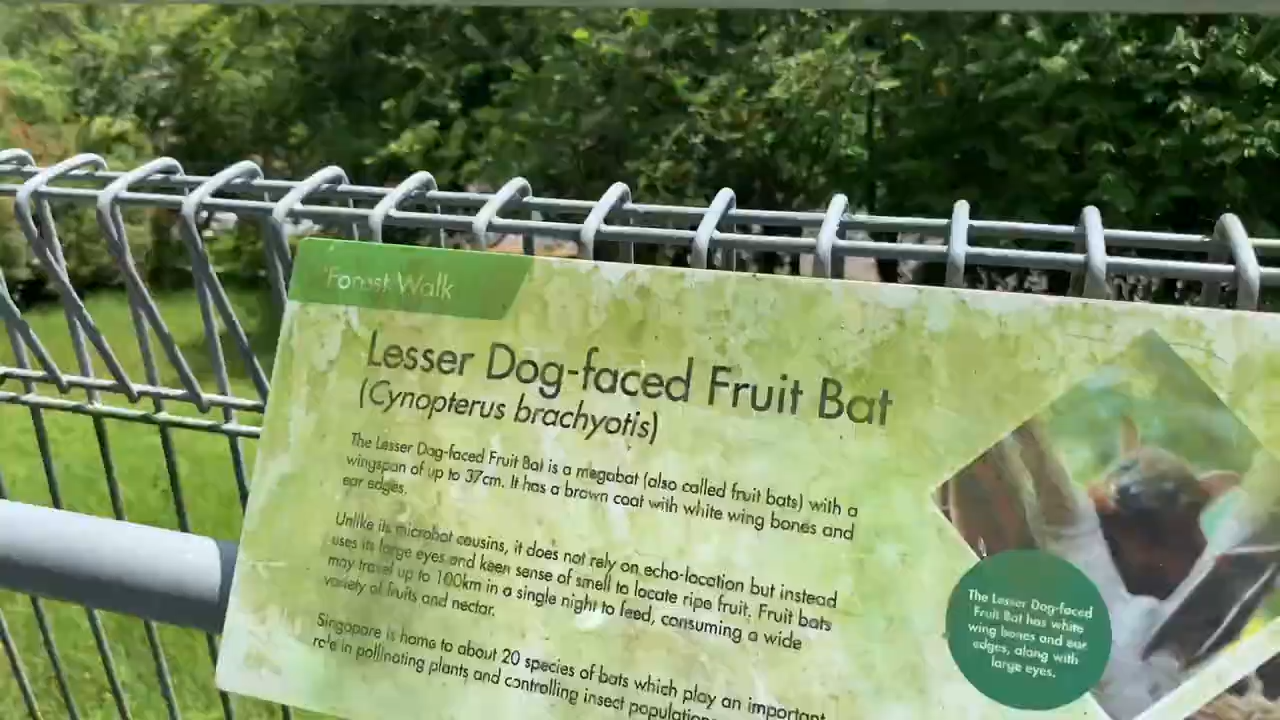 Forest Walk
Lesser Dog-faced Fruit Bat
(Cynopterus brachyotis)
The Lesser Dog-faced Fruit Bat is a megabat (also called fruit bats) with a
wingspan of up to 37cm. It has a brown coat with white wing bones and
ear edges.
Unlike its microbat cousins, it does not rely on echo-location but instead
uses its large eyes and keen sense of smell to locate ripe fruit. Fruit bats
may travel up to 100km in a single night to feed, consuming a wide
variety of fruits and nectar.
Singapore is home to about 20 species of bats which play an important
role in pollinating plants and controlling insect populations
The Lesser Dog-faced
Fruit Bat has white
wing bones and ear
edges, along with
large eyes.